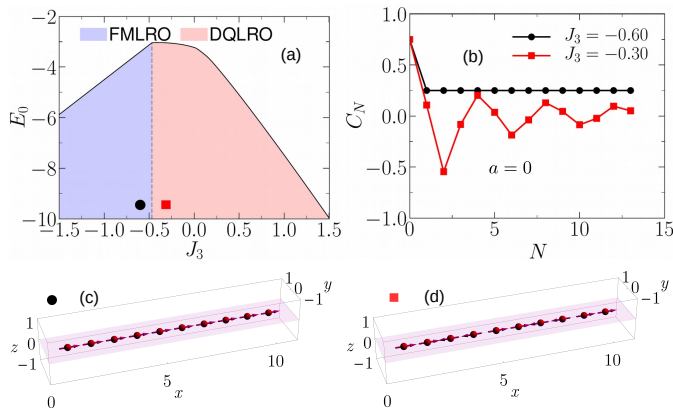 FMLRO DQLRO (a)
−2
−4
−6
−8
−10
E₀
−1.5 −1.0 −0.5 0.0 0.5 1.0 1.5
J₃
(b) J₃ = −0.60
J₃ = −0.30
1.0
0.5
0.0
−0.5
−1.0
C_N
a = 0
0 5 10 15
N
(c)
1
0
−1
z
0 5 10
x
1
0
−1
y
(d)
1
0
−1
z
0 5 10
x
1
0
−1
y